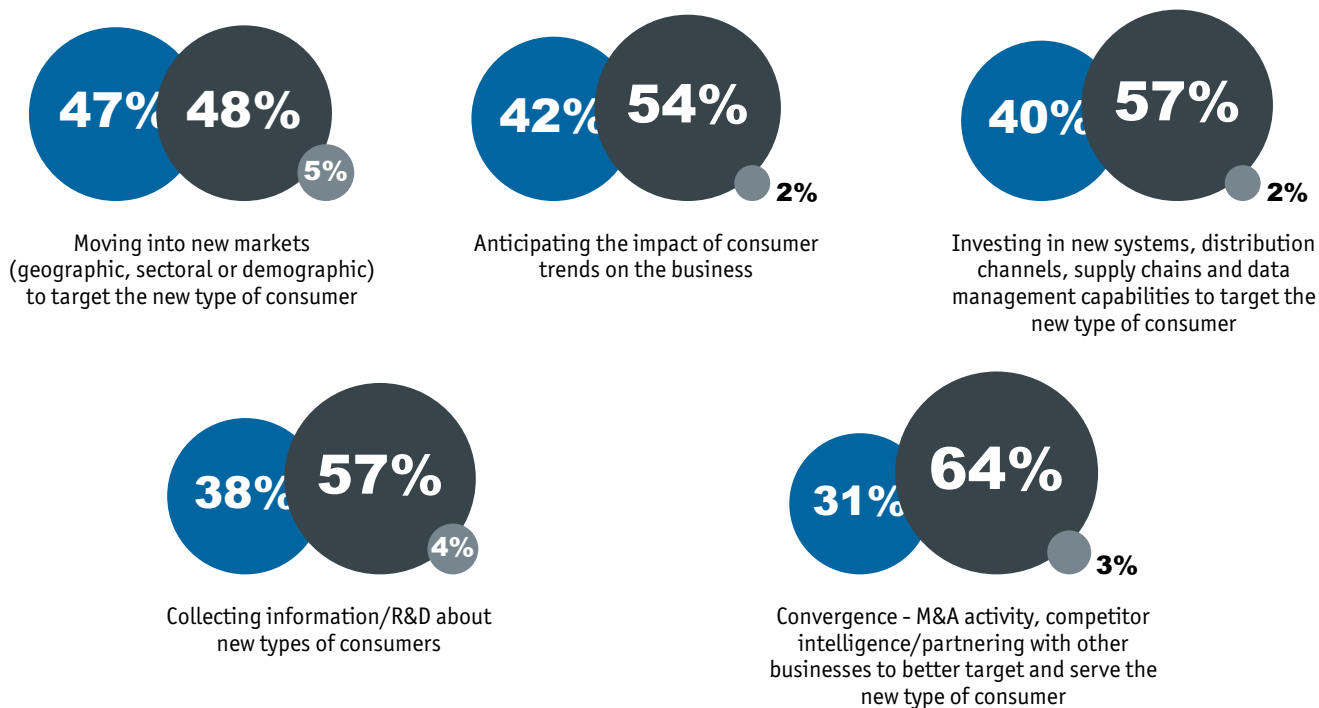 47% 48% 5%
42% 54% 2%
40% 57% 2%
Moving into new markets
(geographic, sectoral or demographic)
to target the new type of consumer
Anticipating the impact of consumer
trends on the business
Investing in new systems, distribution
channels, supply chains and data
management capabilities to target the
new type of consumer
38% 57% 4%
31% 64% 3%
Collecting information/R&D about
new types of consumers
Convergence - M&A activity, competitor
intelligence/partnering with other
businesses to better target and serve the
new type of consumer